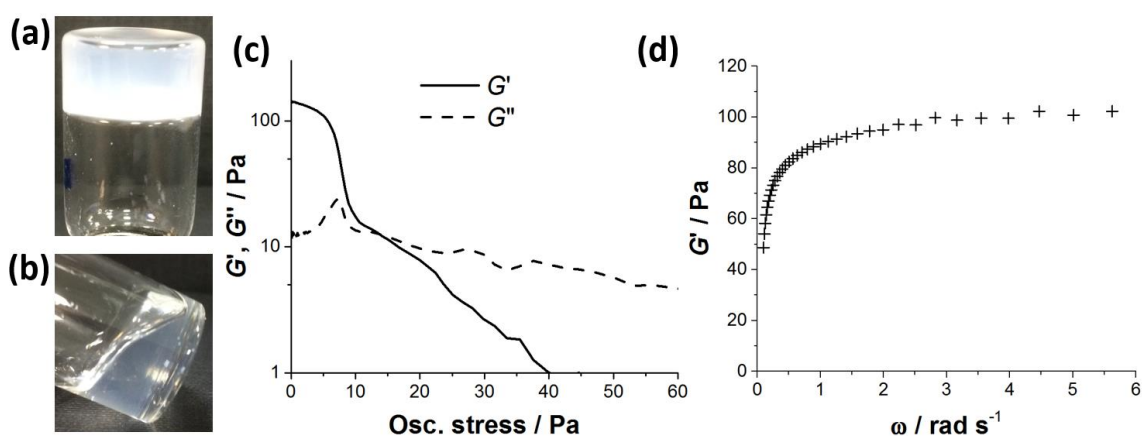 (a)
(b)
(c)
G'
G''
100
10
1
G', G'' / Pa
0 10 20 30 40 50 60
Osc. stress / Pa
(d)
120
100
80
60
40
20
0
G' / Pa
0 1 2 3 4 5 6
ω / rad s⁻¹